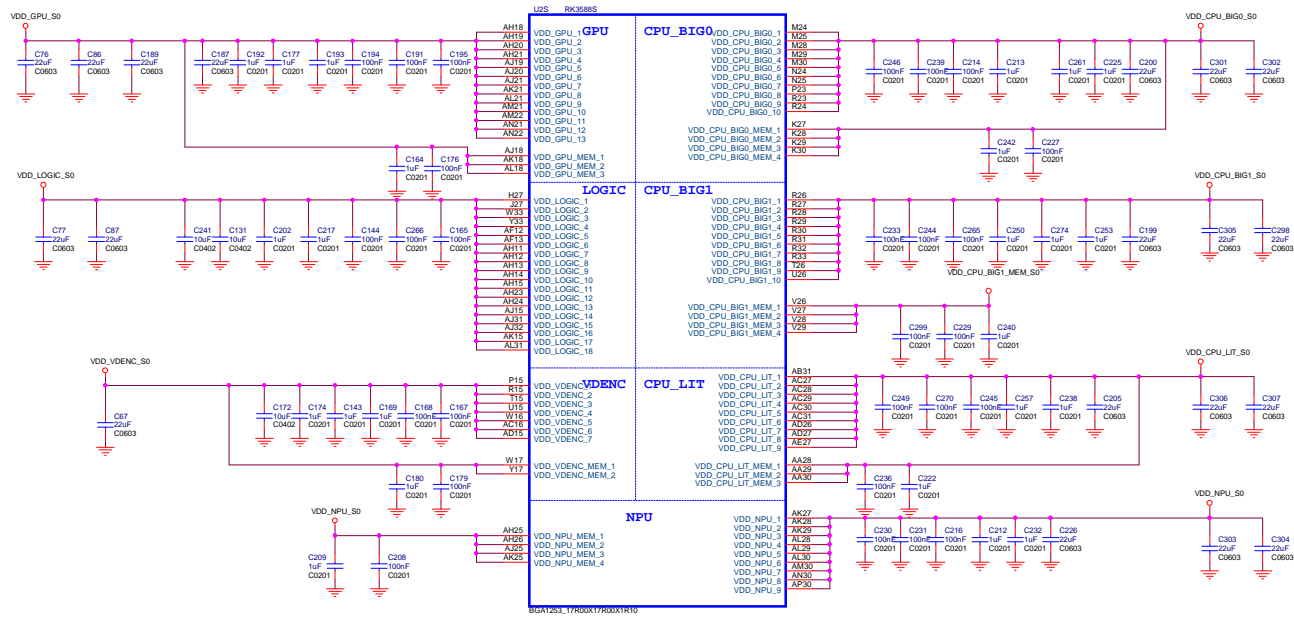 U2S RK3588S
VDD_GPU_S0
C76 22uF C0603
C86 22uF C0603
C189 22uF C0603
C187 22uF C0201
C192 1uF C0201
C177 1uF C0201
C193 1uF C0201
C194 100nF C0201
C191 100nF C0201
C195 100nF C0201
GPU
AH18 VDD_GPU_1
AH19 VDD_GPU_2
AH20 VDD_GPU_3
AH21 VDD_GPU_4
AJ19 VDD_GPU_5
AJ20 VDD_GPU_6
AJ21 VDD_GPU_7
AK21 VDD_GPU_8
AL21 VDD_GPU_9
AM21 VDD_GPU_10
AM22 VDD_GPU_11
AN21 VDD_GPU_12
AN22 VDD_GPU_13
C164 1uF C0201
C176 100nF C0201
AJ18 VDD_GPU_MEM_1
AK18 VDD_GPU_MEM_2
AL18 VDD_GPU_MEM_3
CPU_BIG0
VDD_CPU_BIG0_1 M24
VDD_CPU_BIG0_2 M25
VDD_CPU_BIG0_3 M28
VDD_CPU_BIG0_4 M29
VDD_CPU_BIG0_5 M30
VDD_CPU_BIG0_6 N24
VDD_CPU_BIG0_7 N25
VDD_CPU_BIG0_8 P23
VDD_CPU_BIG0_9 R23
VDD_CPU_BIG0_10 R24
VDD_CPU_BIG0_S0
C246 100nF C0201
C239 100nF C0201
C214 100nF C0201
C213 1uF C0201
C261 1uF C0201
C225 1uF C0201
C200 22uF C0603
C301 22uF C0603
C302 22uF C0603
VDD_CPU_BIG0_MEM_1 K27
VDD_CPU_BIG0_MEM_2 K28
VDD_CPU_BIG0_MEM_3 K29
VDD_CPU_BIG0_MEM_4 K30
C242 1uF C0201
C227 100nF C0201
VDD_LOGIC_S0
C77 22uF C0603
C87 22uF C0603
C241 10uF C0402
C131 10uF C0402
C202 1uF C0201
C217 1uF C0201
C144 100nF C0201
C266 100nF C0201
C165 100nF C0201
LOGIC
H27 VDD_LOGIC_1
J27 VDD_LOGIC_2
W33 VDD_LOGIC_3
Y33 VDD_LOGIC_4
AF12 VDD_LOGIC_5
AF13 VDD_LOGIC_6
AH11 VDD_LOGIC_7
AH12 VDD_LOGIC_8
AH13 VDD_LOGIC_9
AH14 VDD_LOGIC_10
AH15 VDD_LOGIC_11
AH23 VDD_LOGIC_12
AH24 VDD_LOGIC_13
AJ15 VDD_LOGIC_14
AJ31 VDD_LOGIC_15
AJ32 VDD_LOGIC_16
AK15 VDD_LOGIC_17
AL31 VDD_LOGIC_18
CPU_BIG1
VDD_CPU_BIG1_1 R26
VDD_CPU_BIG1_2 R27
VDD_CPU_BIG1_3 R28
VDD_CPU_BIG1_4 R29
VDD_CPU_BIG1_5 R30
VDD_CPU_BIG1_6 R31
VDD_CPU_BIG1_7 R32
VDD_CPU_BIG1_8 R33
VDD_CPU_BIG1_9 T26
VDD_CPU_BIG1_10 U26
VDD_CPU_BIG1_S0
C233 100nF C0201
C244 100nF C0201
C265 100nF C0201
C250 1uF C0201
C274 1uF C0201
C253 1uF C0201
C199 22uF C0603
C305 22uF C0603
C298 22uF C0603
VDD_CPU_BIG1_MEM_S0
VDD_CPU_BIG1_MEM_1 V26
VDD_CPU_BIG1_MEM_2 V27
VDD_CPU_BIG1_MEM_3 V28
VDD_CPU_BIG1_MEM_4 V29
C299 100nF C0201
C229 100nF C0201
C240 1uF C0201
VDD_VDENC_S0
C67 22uF C0603
C172 10uF C0402
C174 1uF C0201
C143 1uF C0201
C169 1uF C0201
C168 100nF C0201
C167 100nF C0201
VDENC
P15 VDD_VDENC_1
R15 VDD_VDENC_2
T15 VDD_VDENC_3
U15 VDD_VDENC_4
W16 VDD_VDENC_5
AC16 VDD_VDENC_6
AD15 VDD_VDENC_7
W17 VDD_VDENC_MEM_1
Y17 VDD_VDENC_MEM_2
C180 1uF C0201
C179 100nF C0201
CPU_LIT
VDD_CPU_LIT_1 AB31
VDD_CPU_LIT_2 AC27
VDD_CPU_LIT_3 AC28
VDD_CPU_LIT_4 AC29
VDD_CPU_LIT_5 AC30
VDD_CPU_LIT_6 AC31
VDD_CPU_LIT_7 AD26
VDD_CPU_LIT_8 AD27
VDD_CPU_LIT_9 AE27
VDD_CPU_LIT_S0
C249 100nF C0201
C270 100nF C0201
C245 100nF C0201
C257 1uF C0201
C238 1uF C0201
C205 22uF C0603
C306 22uF C0603
C307 22uF C0603
VDD_CPU_LIT_MEM_1 AA28
VDD_CPU_LIT_MEM_2 AA29
VDD_CPU_LIT_MEM_3 AA30
C236 100nF C0201
C222 1uF C0201
VDD_NPU_S0
C209 1uF C0201
C208 100nF C0201
NPU
AH25 VDD_NPU_MEM_1
AH26 VDD_NPU_MEM_2
AJ25 VDD_NPU_MEM_3
AK25 VDD_NPU_MEM_4
VDD_NPU_1 AK27
VDD_NPU_2 AK28
VDD_NPU_3 AK29
VDD_NPU_4 AL28
VDD_NPU_5 AL29
VDD_NPU_6 AL30
VDD_NPU_7 AM30
VDD_NPU_8 AN30
VDD_NPU_9 AP30
VDD_NPU_S0
C230 100nF C0201
C231 100nF C0201
C216 100nF C0201
C212 1uF C0201
C232 1uF C0201
C226 22uF C0603
C303 22uF C0603
C304 22uF C0603
BGA1253_17R00X17R00X1R10